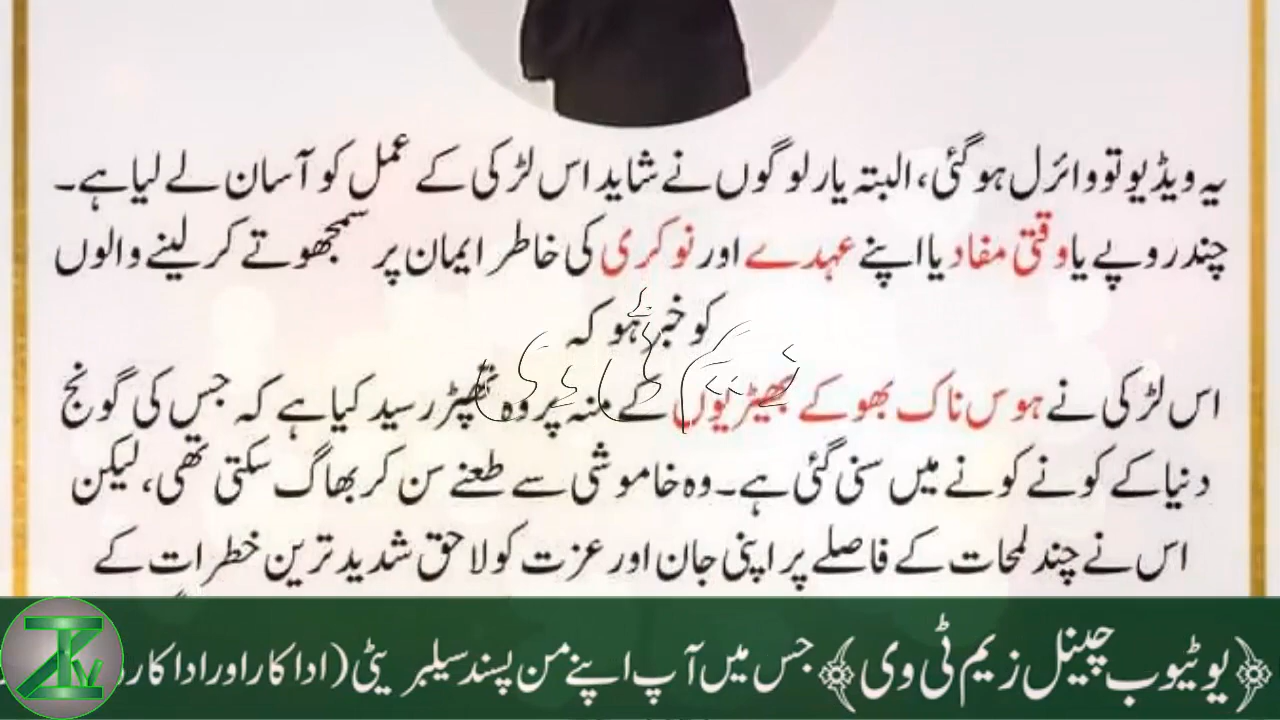 یہ ویڈیو تو وائرل ہو گئی، البتہ یار لوگوں نے شاید اس لڑکی کے عمل کو آسان لے لیا ہے۔
چند روپے یا وقتی مفاد یا اپنے عہدے اور نوکری کی خاطر ایمان پر سمجھوتے کر لینے والوں
کو خبر ہو کہ
زیم ٹی وی
اس لڑکی نے ہوس ناک بھوکے بھیڑیوں کے منہ پر وہ تھپڑ رسید کیا ہے کہ جس کی گونج
دنیا کے کونے کونے میں سنی گئی ہے۔ وہ خاموشی سے طعنے سن کر بھاگ سکتی تھی، لیکن
اس نے چند لمحات کے فاصلے پر اپنی جان اور عزت کو لاحق شدید ترین خطرات کے
﴿یوٹیوب چینل زیم ٹی وی﴾ جس میں آپ اپنے من پسند سیلبریٹی (اداکار اور اداکار
ZTV